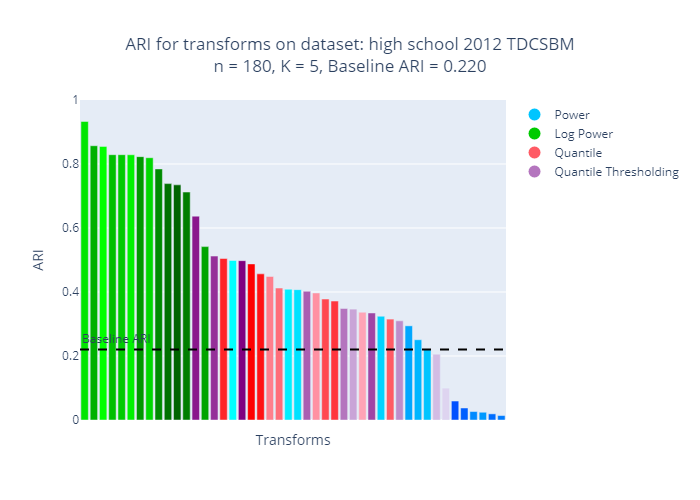 ARI for transforms on dataset: high school 2012 TDCSBM
n = 180, K = 5, Baseline ARI = 0.220
1
0.8
0.6
0.4
0.2
0
ARI
Baseline ARI
Transforms
Power
Log Power
Quantile
Quantile Thresholding